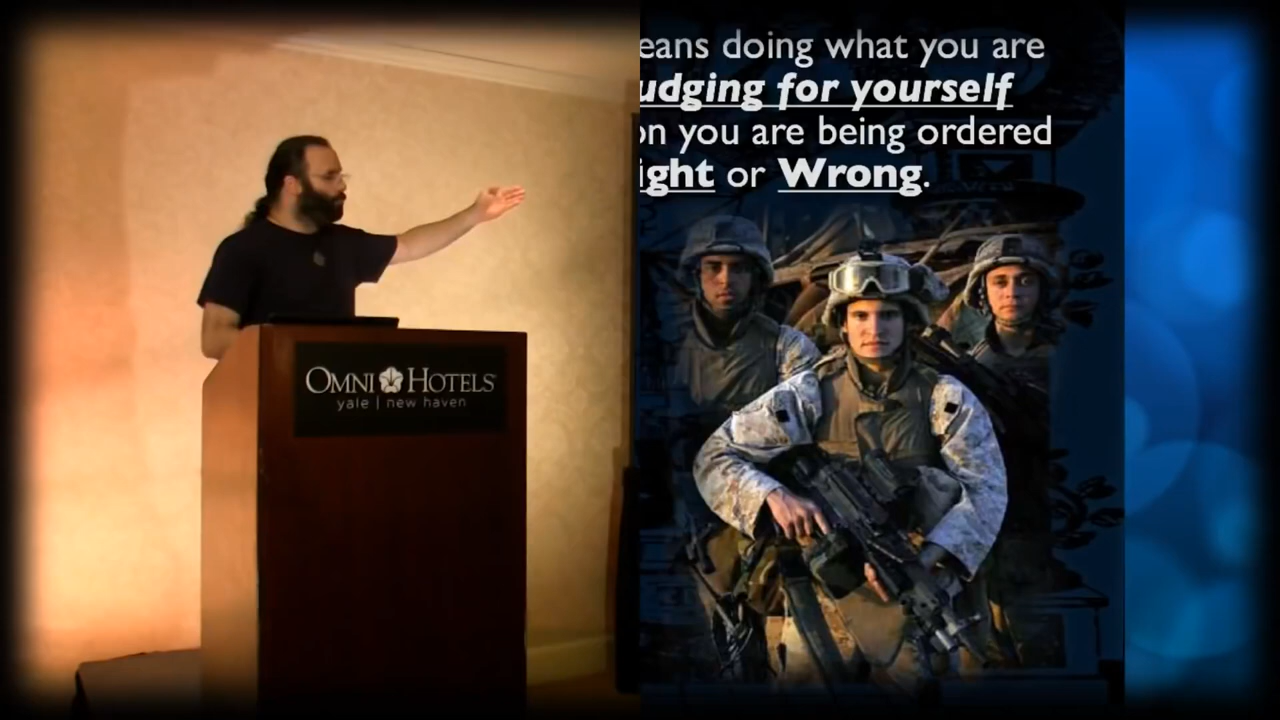 eans doing what you are
udging for yourself
on you are being ordered
ight or Wrong.
OMNI HOTELS
yale | new haven